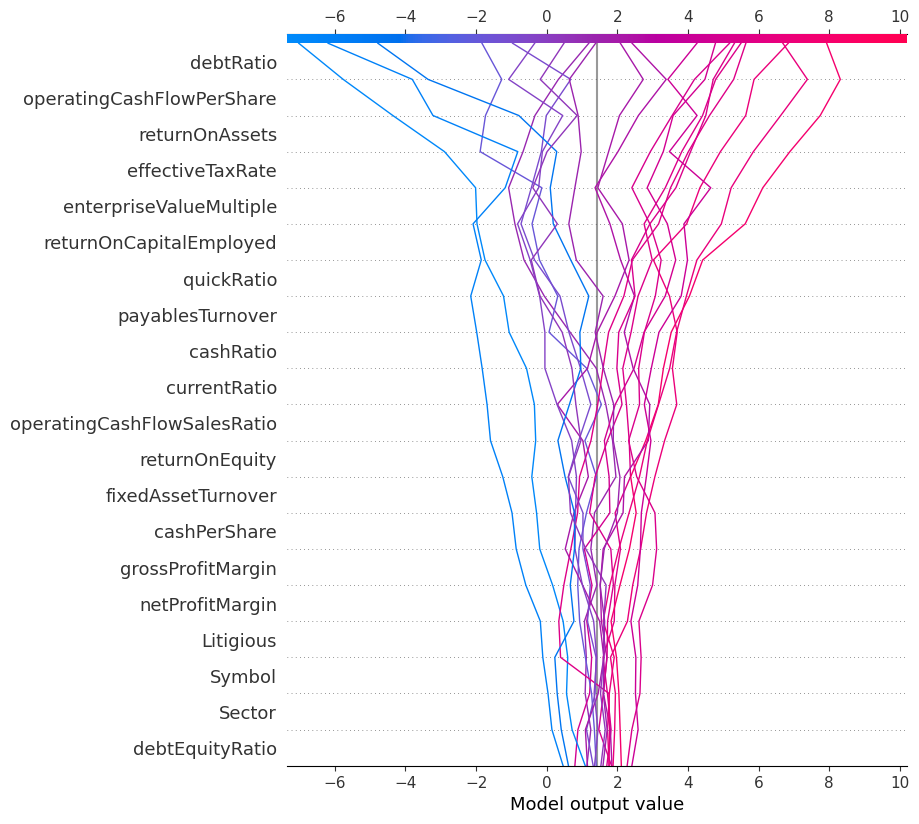 −6 −4 −2 0 2 4 6 8 10
debtRatio
operatingCashFlowPerShare
returnOnAssets
effectiveTaxRate
enterpriseValueMultiple
returnOnCapitalEmployed
quickRatio
payablesTurnover
cashRatio
currentRatio
operatingCashFlowSalesRatio
returnOnEquity
fixedAssetTurnover
cashPerShare
grossProfitMargin
netProfitMargin
Litigious
Symbol
Sector
debtEquityRatio
−6 −4 −2 0 2 4 6 8 10
Model output value